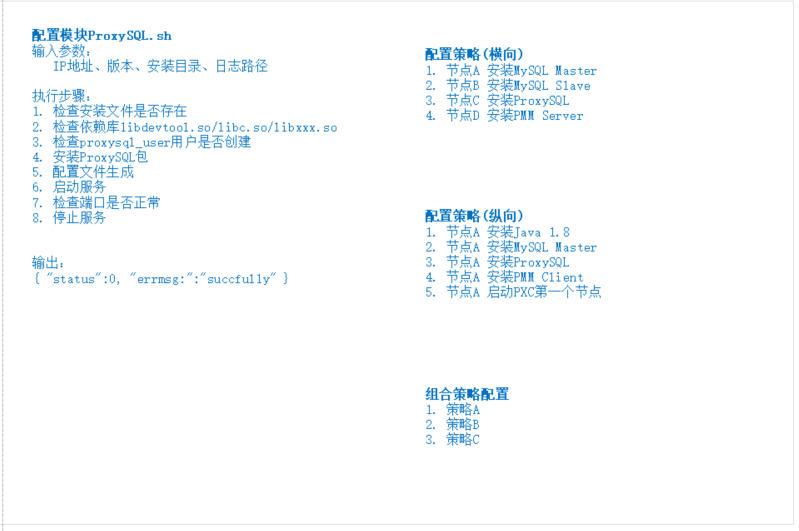 配置模块ProxySQL.sh
输入参数：
IP地址、版本、安装目录、日志路径
执行步骤：
1. 检查安装文件是否存在
2. 检查依赖库libdevtool.so/libc.so/libxxx.so
3. 检查proxysql_user用户是否创建
4. 安装ProxySQL包
5. 配置文件生成
6. 启动服务
7. 检查端口是否正常
8. 停止服务
输出：
{ "status":0, "errmsg:":"succfully" }
配置策略(横向)
1. 节点A 安装MySQL Master
2. 节点B 安装MySQL Slave
3. 节点C 安装ProxySQL
4. 节点D 安装PMM Server
配置策略(纵向)
1. 节点A 安装Java 1.8
2. 节点A 安装MySQL Master
3. 节点A 安装ProxySQL
4. 节点A 安装PMM Client
5. 节点A 启动PXC第一个节点
组合策略配置
1. 策略A
2. 策略B
3. 策略C